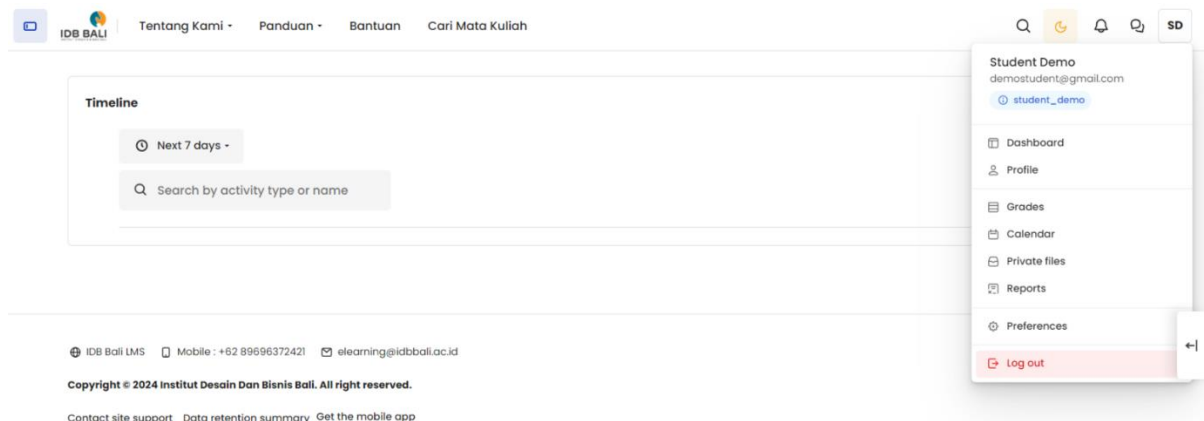 IDB BALI
Tentang Kami
Panduan
Bantuan
Cari Mata Kuliah
SD
Student Demo
demostudent@gmail.com
student_demo
Dashboard
Profile
Grades
Calendar
Private files
Reports
Preferences
Log out
Timeline
Next 7 days
Search by activity type or name
IDB Bali LMS Mobile : +62 89696372421 elearning@idbbali.ac.id
Copyright © 2024 Institut Desain Dan Bisnis Bali. All right reserved.
Contact site support Data retention summary Get the mobile app